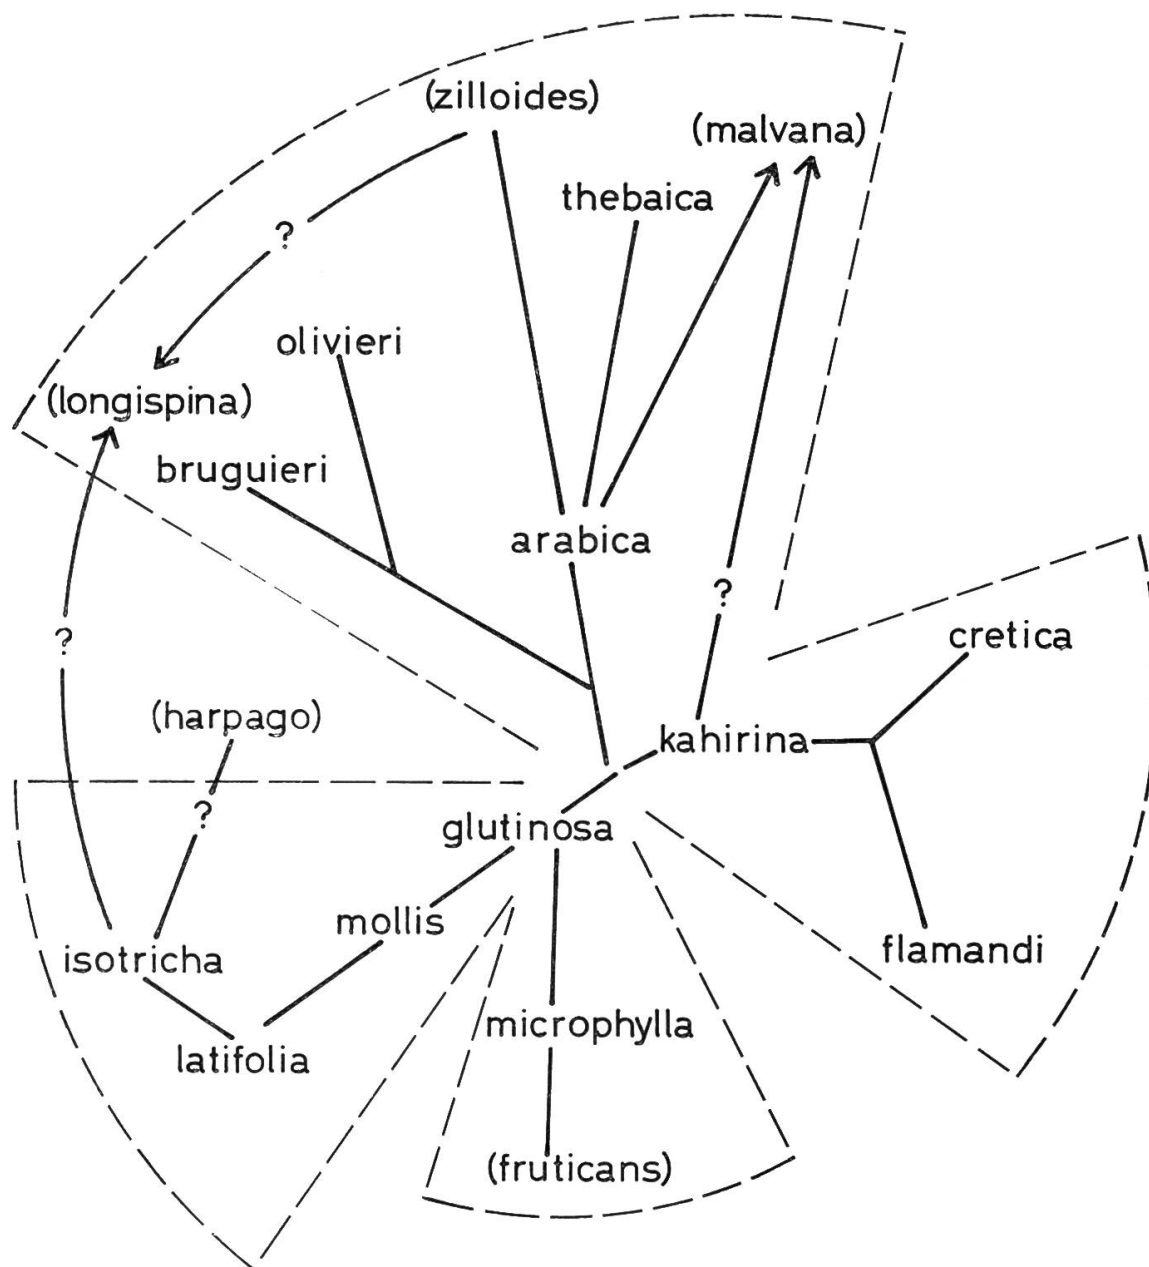 (zilloides)
(malvana)
thebaica
?
olivieri
(longispina)
bruguieri
arabica
?
cretica
?
(harpago)
kahirina
?
glutinosa
mollis
isotricha
flamandi
microphylla
latifolia
(fruticans)